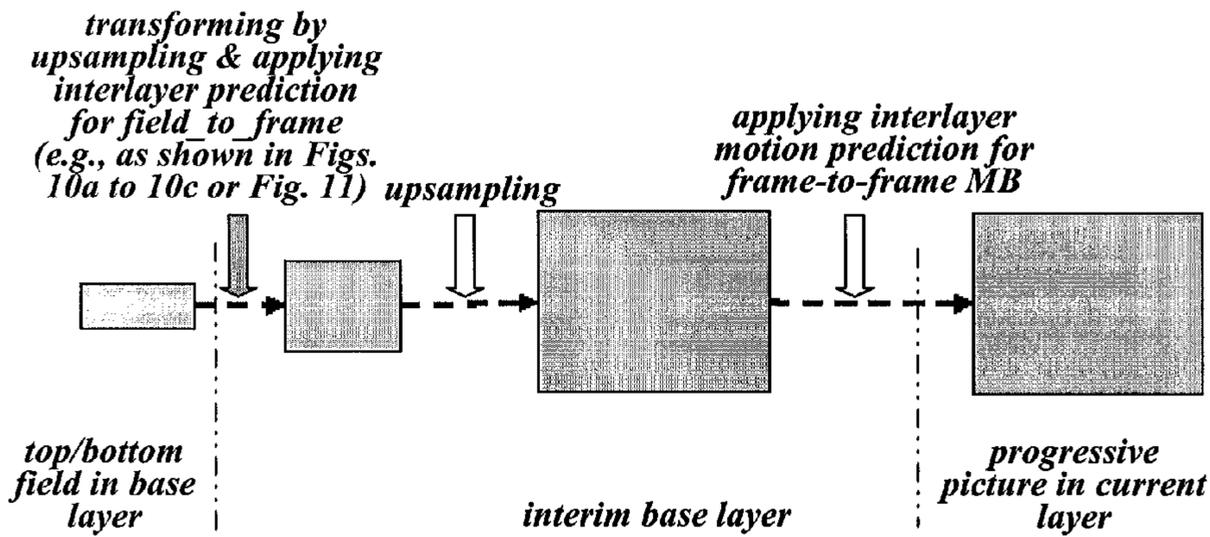 transforming by
upsampling & applying
interlayer prediction
for field_to_frame
(e.g., as shown in Figs.
10a to 10c or Fig. 11)
upsampling
applying interlayer
motion prediction for
frame-to-frame MB
top/bottom
field in base
layer
interim base layer
progressive
picture in current
layer